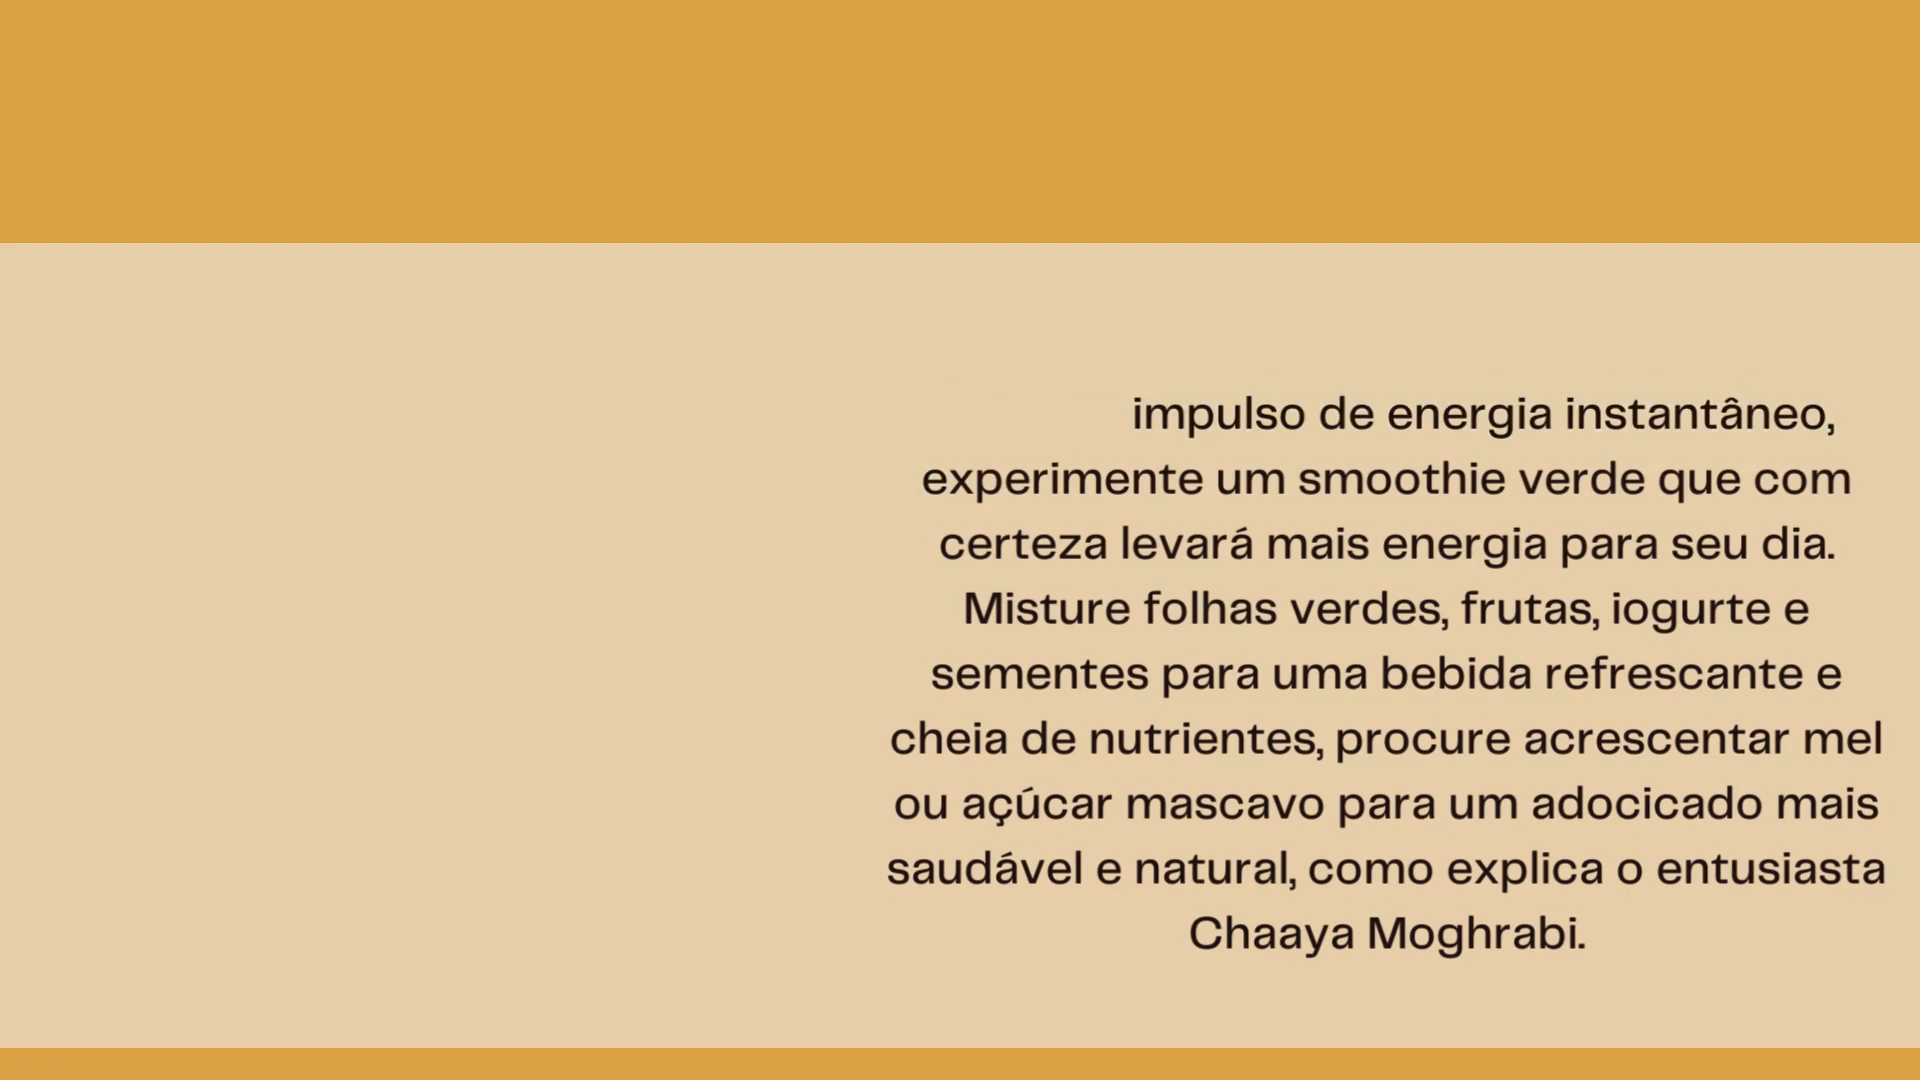 impulso de energia instantâneo,
experimente um smoothie verde que com
certeza levará mais energia para seu dia.
Misture folhas verdes, frutas, iogurte e
sementes para uma bebida refrescante e
cheia de nutrientes, procure acrescentar mel
ou açúcar mascavo para um adocicado mais
saudável e natural, como explica o entusiasta
Chaaya Moghrabi.